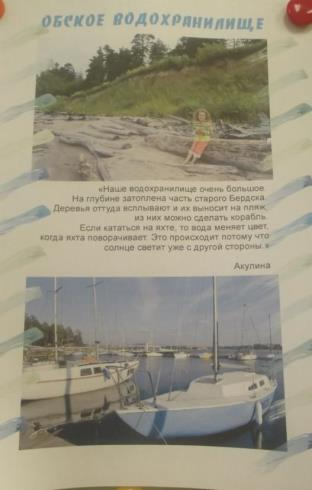 ОБСКОЕ ВОДОХРАНИЛИЩЕ
«Наше водохранилище очень большое.
На глубине затоплена часть старого Бердска.
Деревья оттуда всплывают и их выносит на пляж,
из них можно сделать корабль.
Если кататься на яхте, то вода меняет цвет,
когда яхта поворачивает. Это происходит потому что
солнце светит уже с другой стороны.»
Акулина